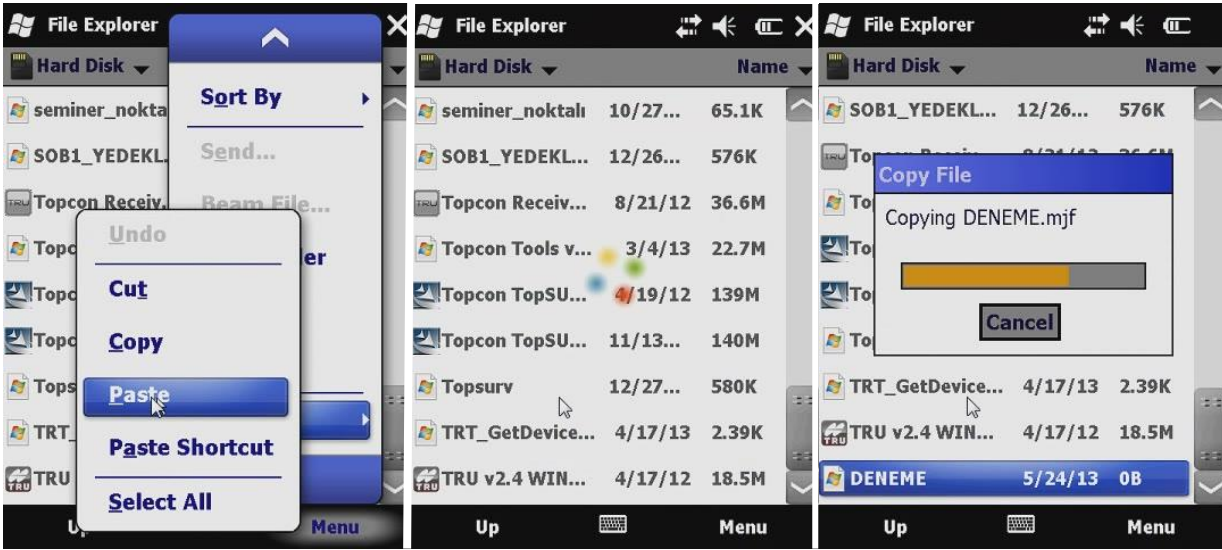 File Explorer
Hard Disk
Sort By
seminer_nokta
Send...
SOB1_YEDEKL.
Beam File...
Topcon Receiv.
Undo
er
Topc
Cut
Topc
Copy
Topc
Paste
Tops
Paste Shortcut
TRT_
Select All
TRU
Menu
File Explorer
Hard Disk Name
seminer_noktalı 10/27... 65.1K
SOB1_YEDEKL... 12/26... 576K
TRU Topcon Receiv... 8/21/12 36.6M
Topcon Tools v... 3/4/13 22.7M
Topcon TopSU... 4/19/12 139M
Topcon TopSU... 11/13... 140M
Topsurv 12/27... 580K
TRT_GetDevice... 4/17/13 2.39K
TRU v2.4 WIN... 4/17/12 18.5M
Up Menu
File Explorer
Hard Disk Name
SOB1_YEDEKL... 12/26... 576K
Copy File
Copying DENEME.mjf
Cancel
TRT_GetDevice... 4/17/13 2.39K
TRU v2.4 WIN... 4/17/12 18.5M
DENEME 5/24/13 0B
Up Menu